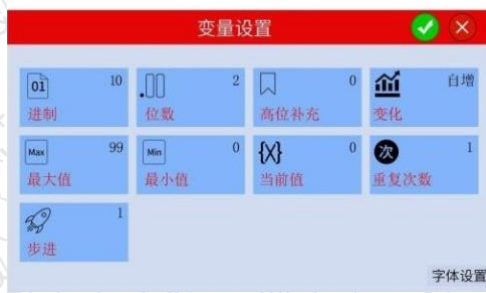 变量设置
01 10
进制
2
位数
0
高位补充
自增
变化
Max 99
最大值
Min 0
最小值
{X} 0
当前值
次 1
重复次数
1
步进
字体设置